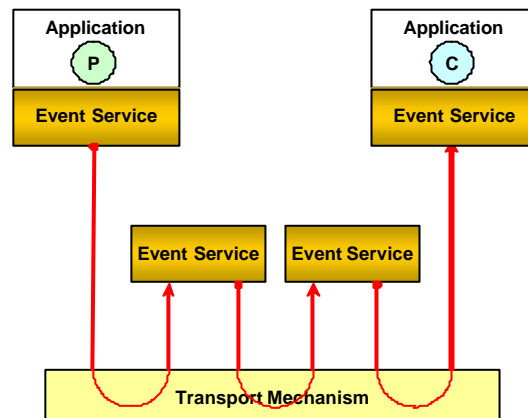 Application
P
Event Service
Application
C
Event Service
Event Service
Event Service
Transport Mechanism